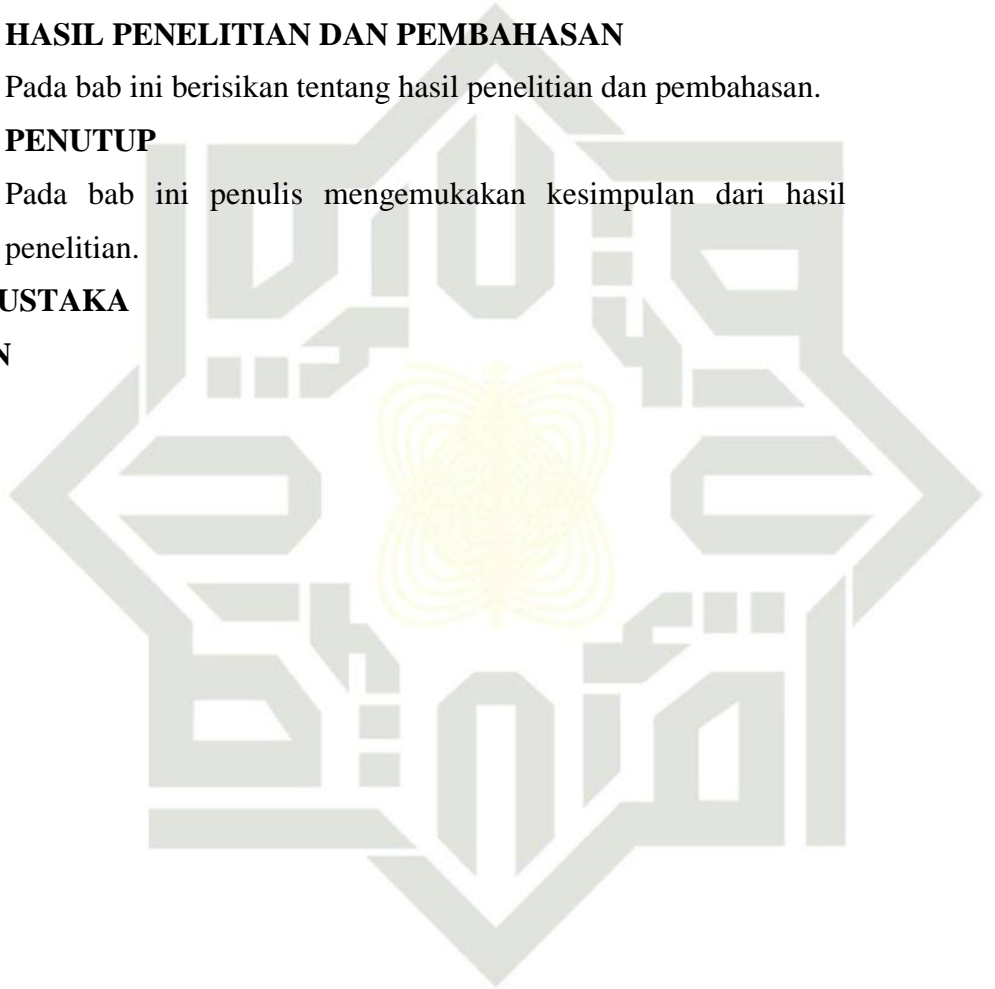 HASIL PENELITIAN DAN PEMBAHASAN
Pada bab ini berisikan tentang hasil penelitian dan pembahasan.
PENUTUP
Pada bab ini penulis mengemukakan kesimpulan dari hasil
penelitian.
USTAKA
N